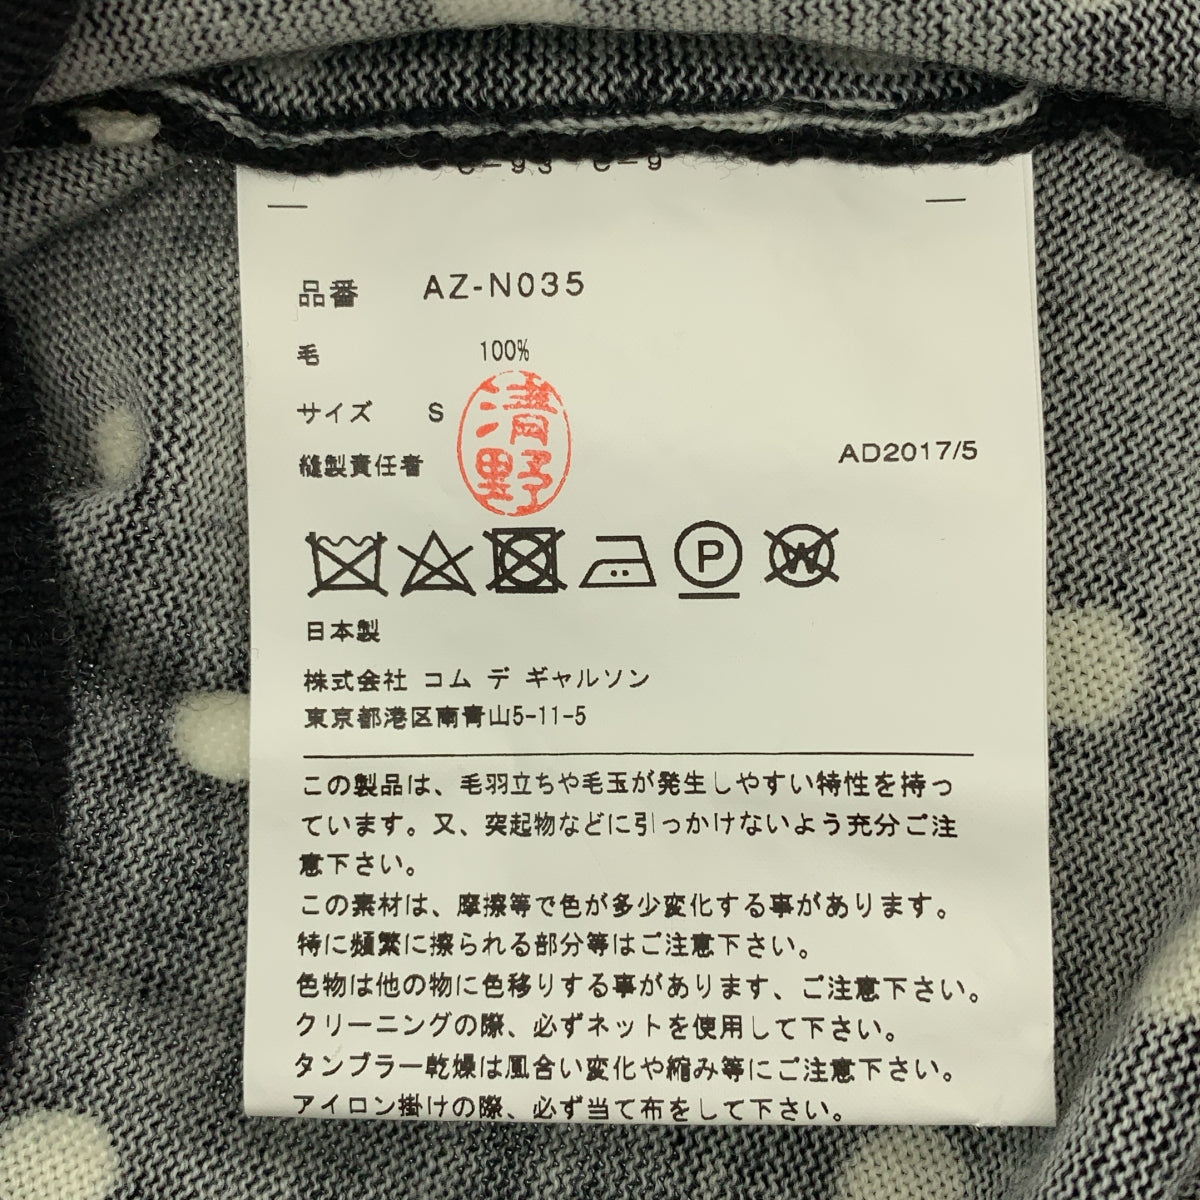 品番 AZ-N035
毛 100%
サイズ S
清野
縫製責任者
AD2017/5
P W
日本製
株式会社 コム デ ギャルソン
東京都港区南青山5-11-5
この製品は、毛羽立ちや毛玉が発生しやすい特性を持っ
ています。又、突起物などに引っかけないよう充分ご注
意下さい。
この素材は、摩擦等で色が多少変化する事があります。
特に頻繁に擦られる部分等はご注意下さい。
色物は他の物に色移りする事があります、ご注意下さい。
クリーニングの際、必ずネットを使用して下さい。
タンブラー乾燥は風合い変化や縮み等にご注意下さい。
アイロン掛けの際、必ず当て布をして下さい。